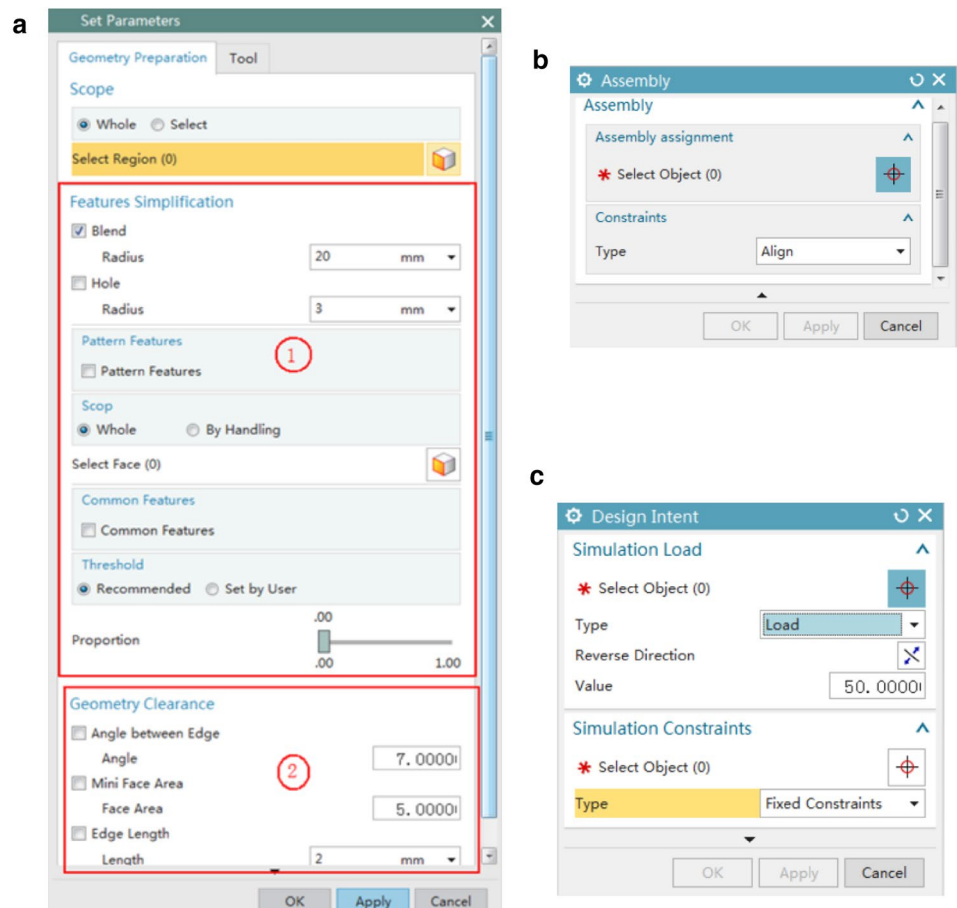 a
Set Parameters
Geometry Preparation Tool
Scope
Whole Select
Select Region (0)
Features Simplification
Blend
Radius 20 mm
Hole
Radius 3 mm
Pattern Features
1
Pattern Features
Scop
Whole By Handling
Select Face (0)
Common Features
Common Features
Threshold
Recommended Set by User
.00
Proportion
.00 1.00
Geometry Clearance
Angle between Edge
Angle 7.0000
2
Mini Face Area
Face Area 5.0000
Edge Length
Length 2 mm
OK Apply Cancel
b
Assembly
Assembly
Assembly assignment
* Select Object (0)
Constraints
Type Align
OK Apply Cancel
c
Design Intent
Simulation Load
* Select Object (0)
Type Load
Reverse Direction
Value 50.0000
Simulation Constraints
* Select Object (0)
Type Fixed Constraints
OK Apply Cancel